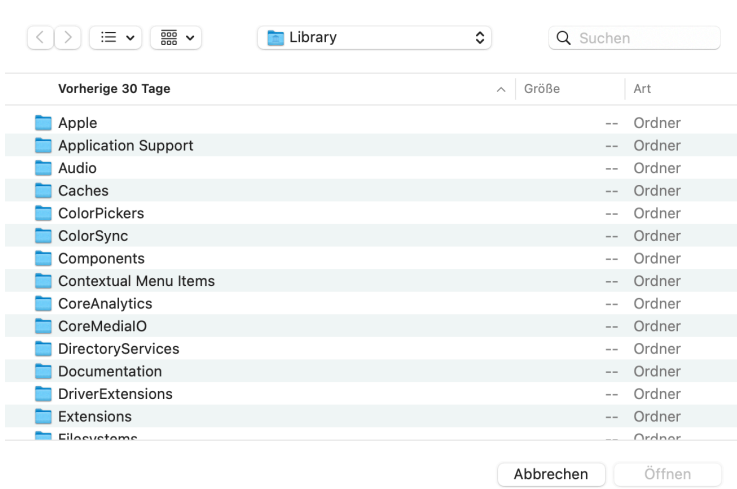 Library
Suchen
Vorherige 30 Tage Größe Art
Apple -- Ordner
Application Support -- Ordner
Audio -- Ordner
Caches -- Ordner
ColorPickers -- Ordner
ColorSync -- Ordner
Components -- Ordner
Contextual Menu Items -- Ordner
CoreAnalytics -- Ordner
CoreMediaIO -- Ordner
DirectoryServices -- Ordner
Documentation -- Ordner
DriverExtensions -- Ordner
Extensions -- Ordner
Filesystems -- Ordner
Abbrechen Öffnen